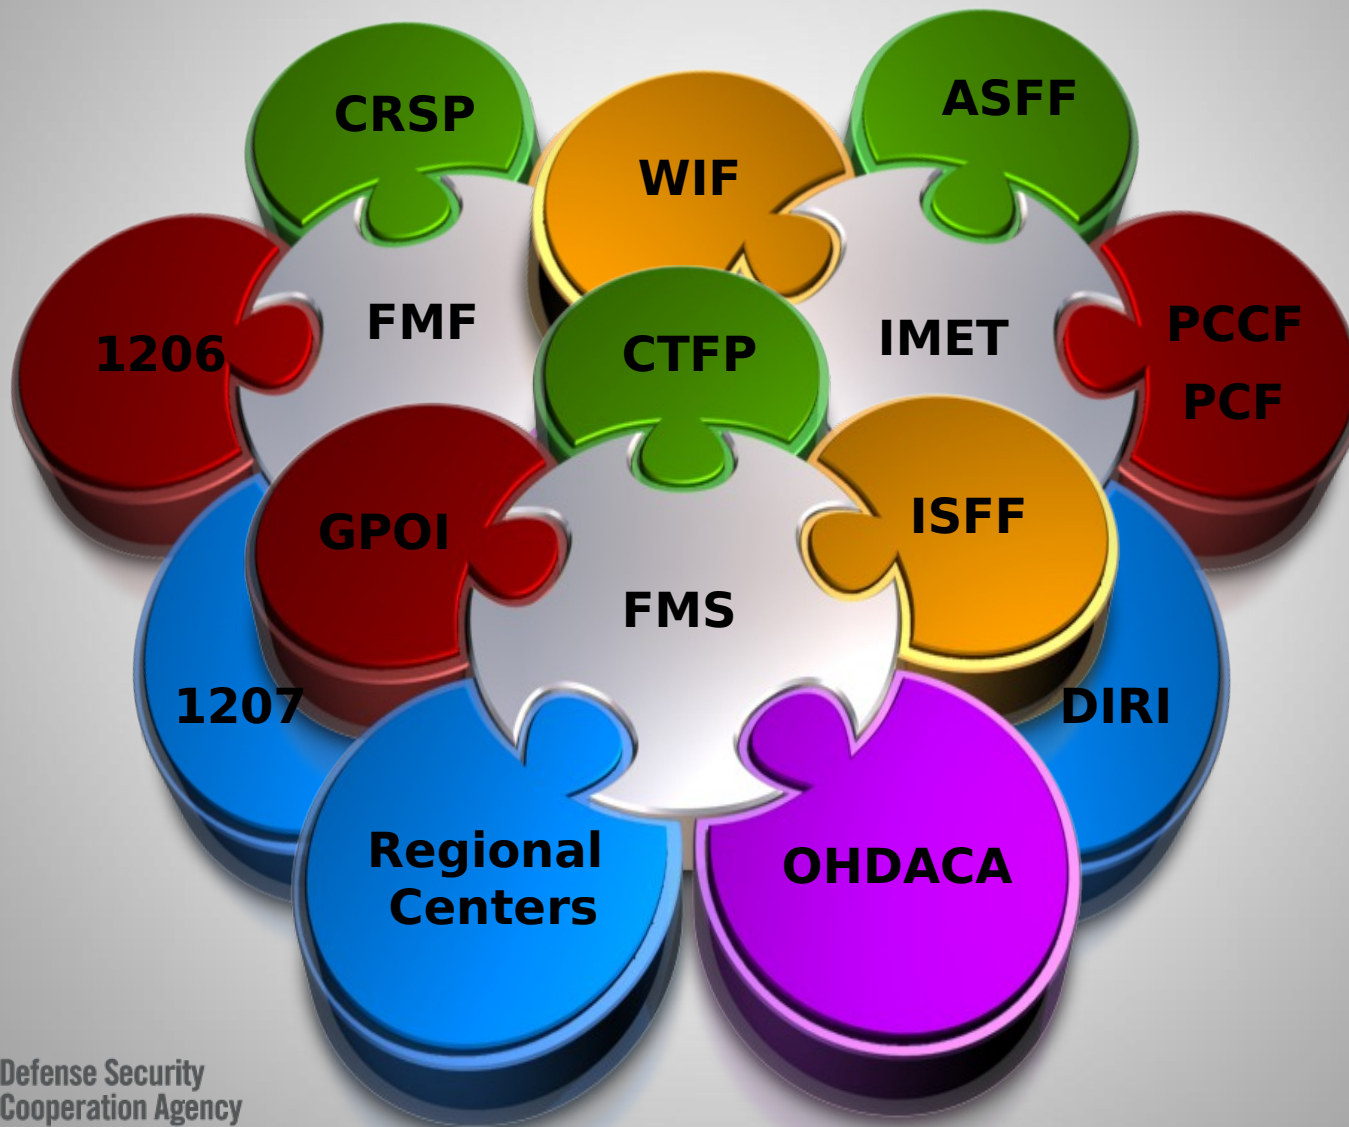 CRSP
ASFF
WIF
1206
FMF
CTFP
IMET
PCCF
PCF
GPOI
ISFF
FMS
1207
DIRI
Regional
Centers
OHDACA
Defense Security
Cooperation Agency